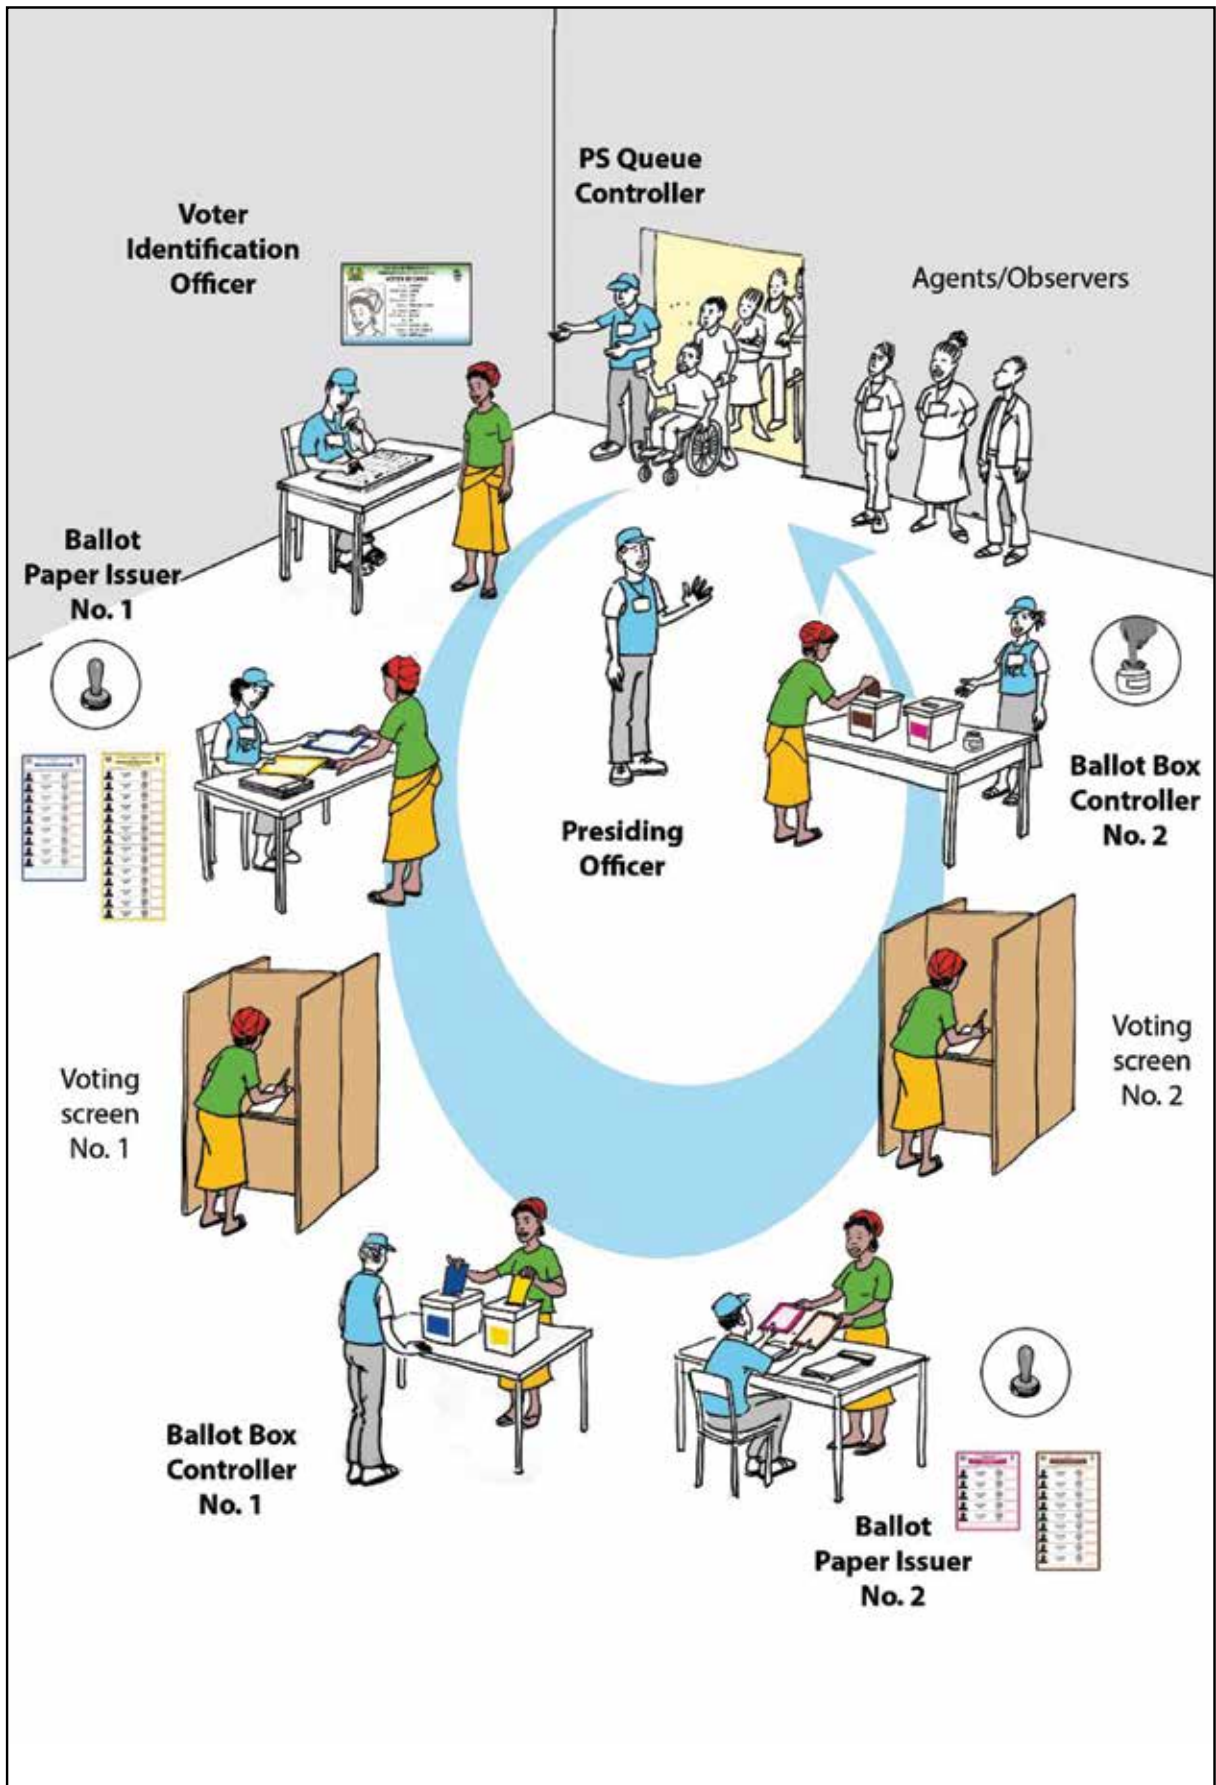 PS Queue
Controller
Voter
Identification
Officer
Agents/Observers
Ballot
Paper Issuer
No. 1
Presiding
Officer
Ballot Box
Controller
No. 2
Voting
screen
No. 1
Voting
screen
No. 2
Ballot Box
Controller
No. 1
Ballot
Paper Issuer
No. 2